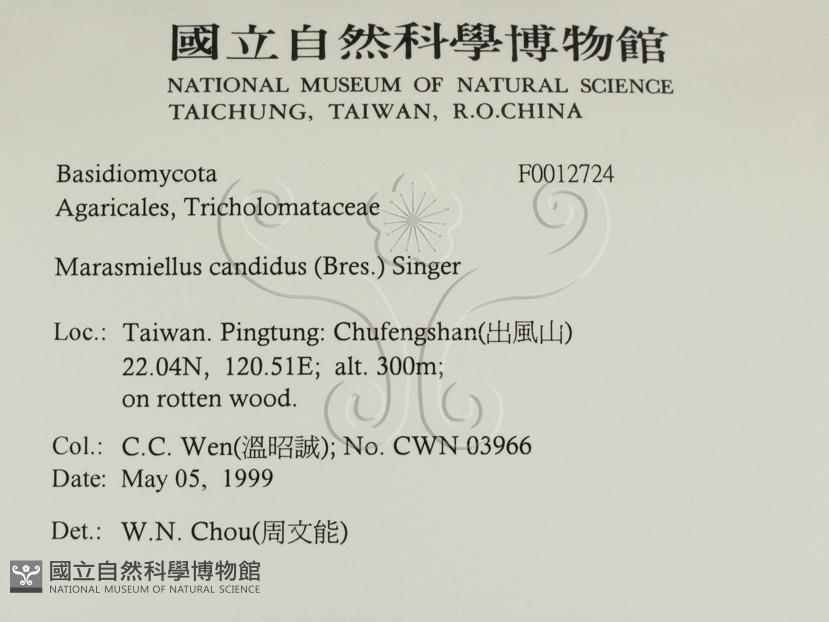 國立自然科學博物館
NATIONAL MUSEUM OF NATURAL SCIENCE
TAICHUNG, TAIWAN, R.O.CHINA
Basidiomycota F0012724
Agaricales, Tricholomataceae
Marasmiellus candidus (Bres.) Singer
Loc.: Taiwan. Pingtung: Chufengshan(出風山)
22.04N, 120.51E; alt. 300m;
on rotten wood.
Col.: C.C. Wen(溫昭誠); No. CWN 03966
Date: May 05, 1999
Det.: W.N. Chou(周文能)
國立自然科學博物館
NATIONAL MUSEUM OF NATURAL SCIENCE